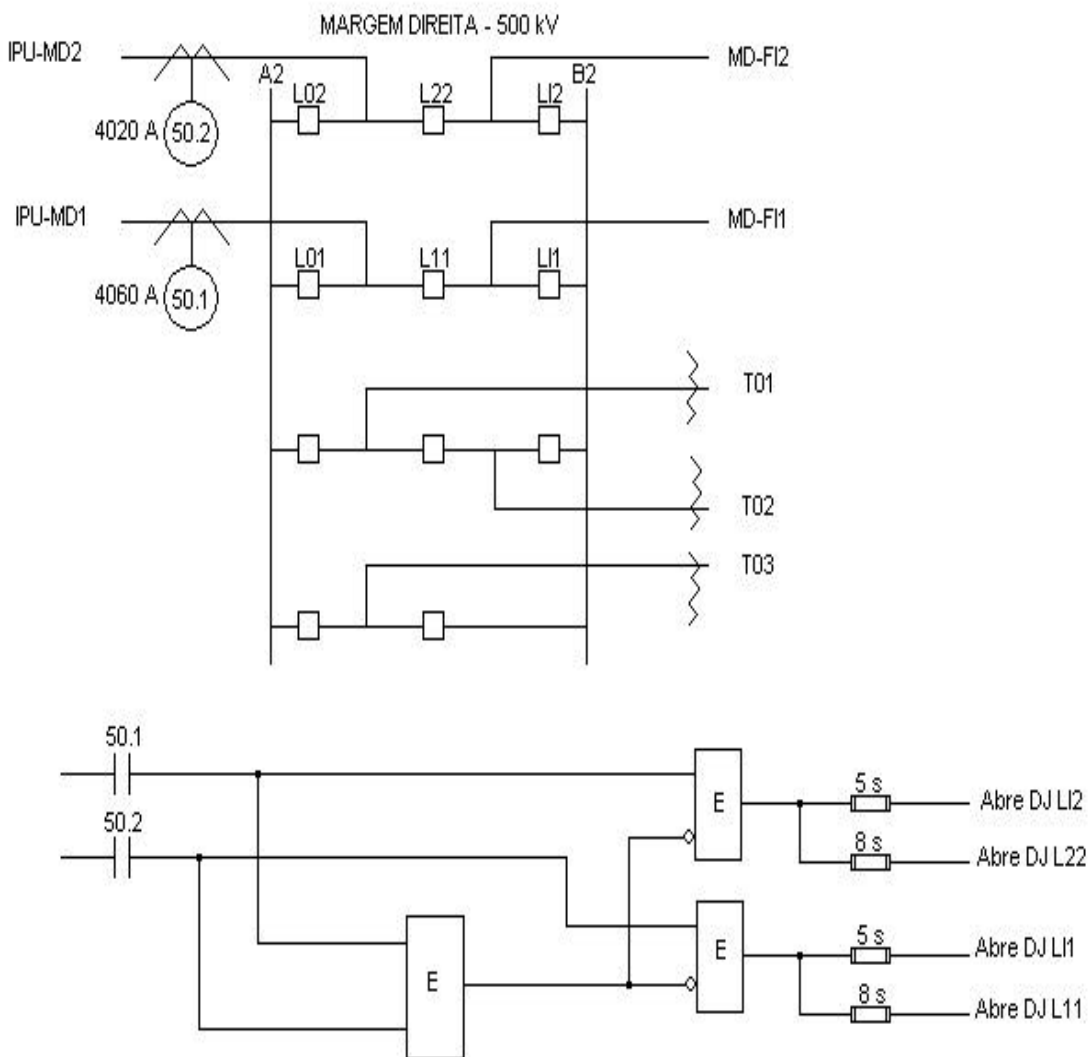 MARGEM DIREITA - 500 kV
IPU-MD2
MD-FI2
A2
B2
L02
L22
LI2
4020 A
50.2
IPU-MD1
MD-FI1
L01
L11
LI1
4060 A
50.1
T01
T02
T03
50.1
50.2
E
5 s
Abre DJ LI2
8 s
Abre DJ L22
E
5 s
Abre DJ LI1
E
8 s
Abre DJ L11